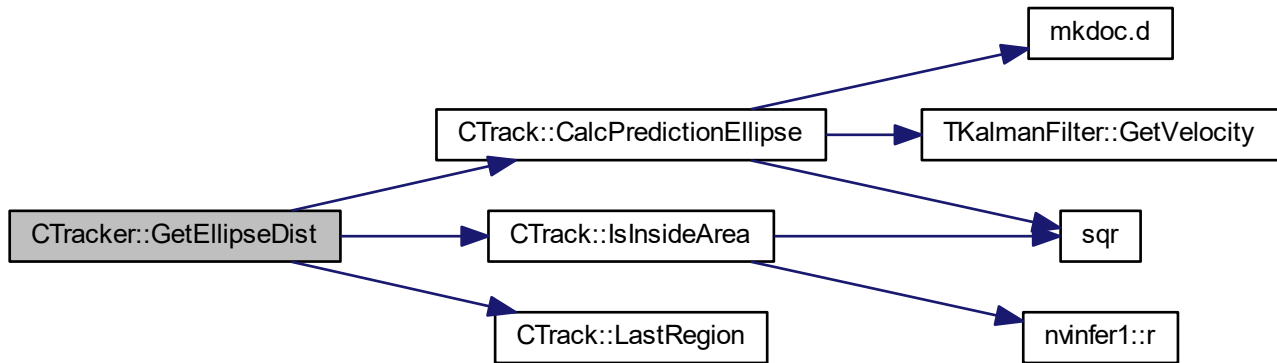 CTracker::GetEllipseDist
CTrack::CalcPredictionEllipse
CTrack::IsInsideArea
CTrack::LastRegion
mkdoc.d
TKalmanFilter::GetVelocity
sqr
nvinfer1::r